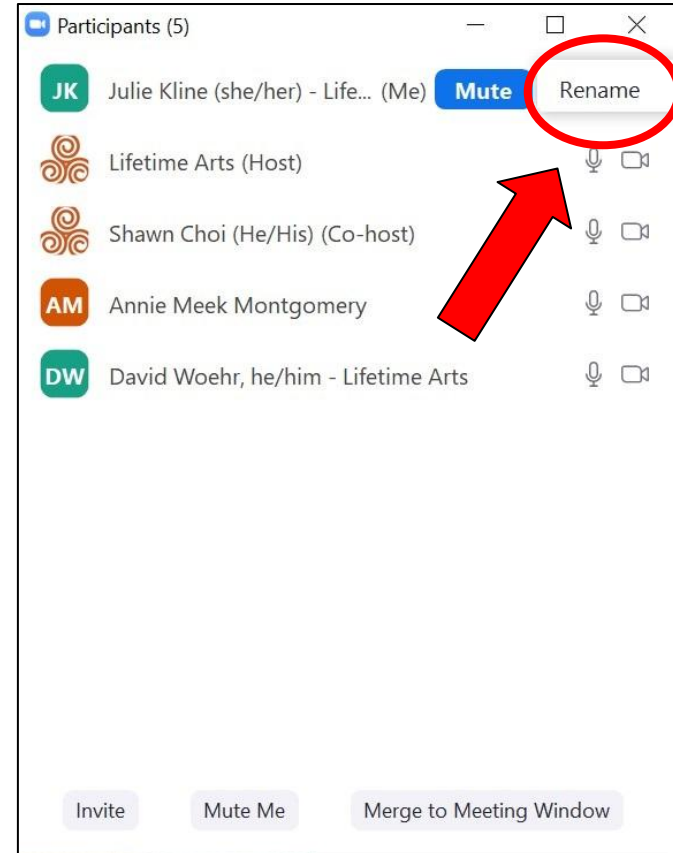 Participants (5)
JK Julie Kline (she/her) - Life... (Me) Mute Rename
Lifetime Arts (Host)
Shawn Choi (He/His) (Co-host)
AM Annie Meek Montgomery
DW David Woehr, he/him - Lifetime Arts
Invite Mute Me Merge to Meeting Window